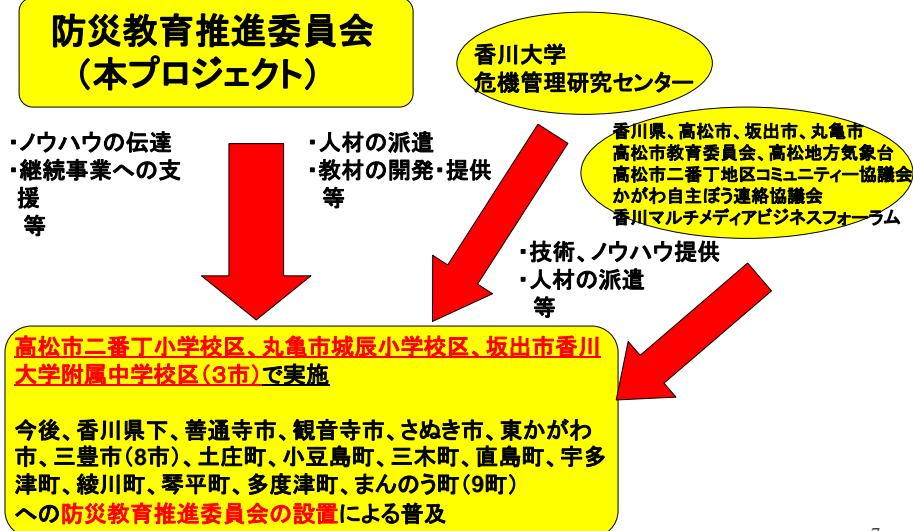 防災教育推進委員会
（本プロジェクト）
香川大学
危機管理研究センター
香川県、高松市、坂出市、丸亀市
高松市教育委員会、高松地方気象台
高松市二番丁地区コミュニティー協議会
かがわ自主ぼう連絡協議会
香川マルチメディアビジネスフォーラム
・ノウハウの伝達
・継続事業への支
援
等
・人材の派遣
・教材の開発・提供
等
・技術、ノウハウ提供
・人材の派遣
等
高松市二番丁小学校区、丸亀市城辰小学校区、坂出市香川
大学附属中学校区（３市）で実施
今後、香川県下、善通寺市、観音寺市、さぬき市、東かがわ
市、三豊市（8市）、土庄町、小豆島町、三木町、直島町、宇多
津町、綾川町、琴平町、多度津町、まんのう町（9町）
への防災教育推進委員会の設置による普及